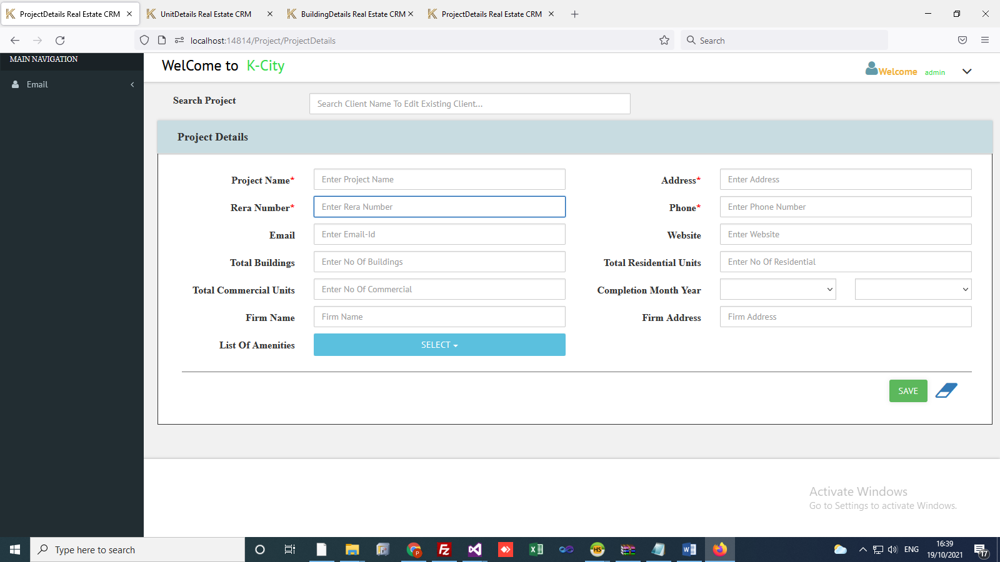 ProjectDetails Real Estate CRM
UnitDetails Real Estate CRM
BuildingDetails Real Estate CRM
ProjectDetails Real Estate CRM
localhost:14814/Project/ProjectDetails
Search
MAIN NAVIGATION
Email
WelCome to K-City
Welcome admin
Search Project
Search Client Name To Edit Existing Client...
Project Details
Project Name*
Enter Project Name
Address*
Enter Address
Rera Number*
Enter Rera Number
Phone*
Enter Phone Number
Email
Enter Email-Id
Website
Enter Website
Total Buildings
Enter No Of Buildings
Total Residential Units
Enter No Of Residential
Total Commercial Units
Enter No Of Commercial
Completion Month Year
Firm Name
Firm Name
Firm Address
Firm Address
List Of Amenities
SELECT
SAVE
Activate Windows
Go to Settings to activate Windows.
Type here to search
P
Fz
HS
ENG
16:39
19/10/2021
17